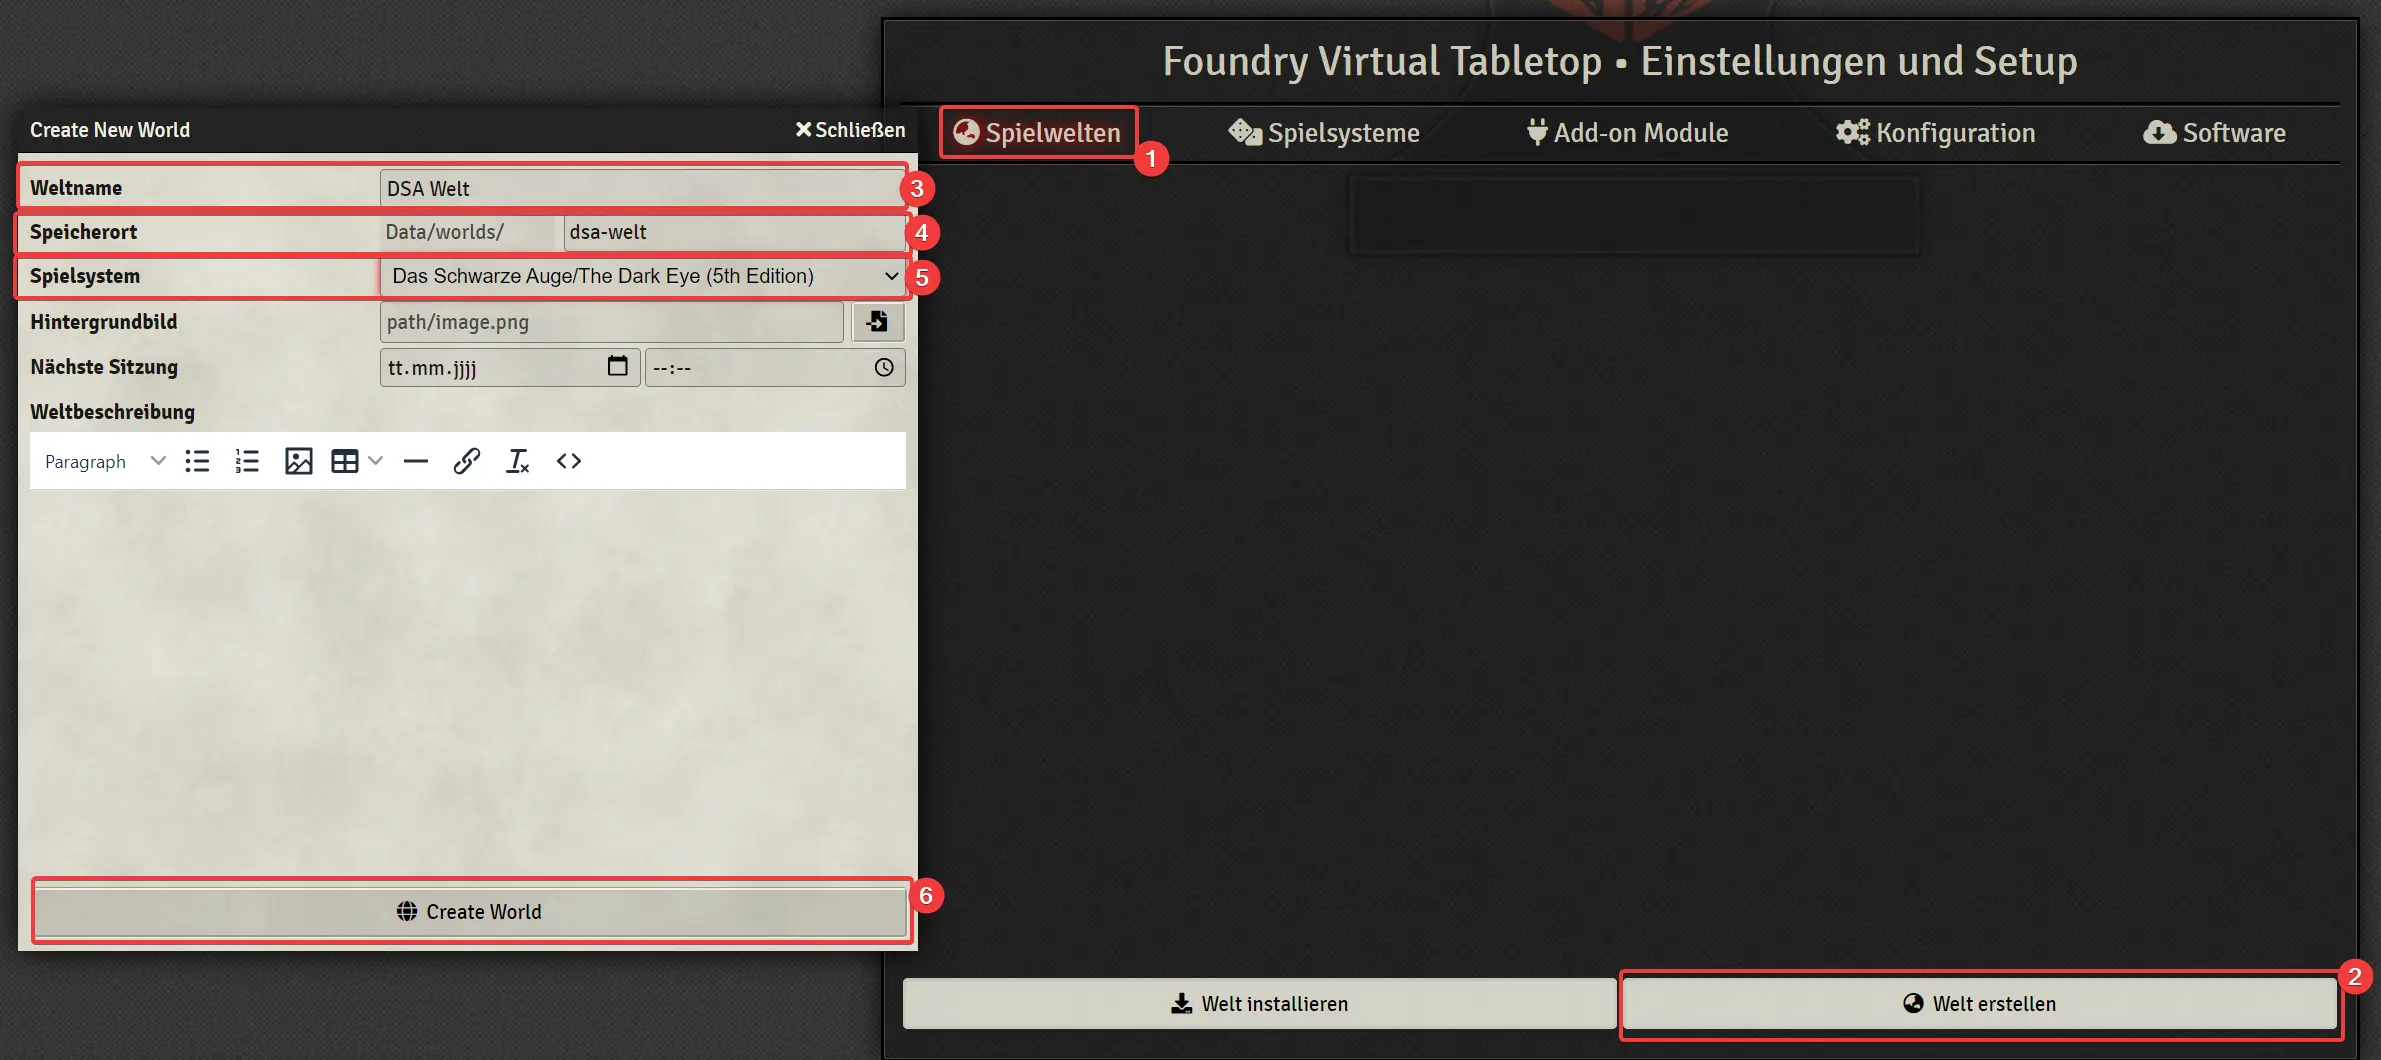 Foundry Virtual Tabletop • Einstellungen und Setup
Spielwelten
1
Spielsysteme
Add-on Module
Konfiguration
Software
Create New World
Schließen
Weltname
DSA Welt
3
Speicherort
Data/worlds/
dsa-welt
4
Spielsystem
Das Schwarze Auge/The Dark Eye (5th Edition)
5
Hintergrundbild
path/image.png
Nächste Sitzung
tt.mm.jjjj
--:--
Weltbeschreibung
Paragraph
Create World
6
Welt installieren
Welt erstellen
2